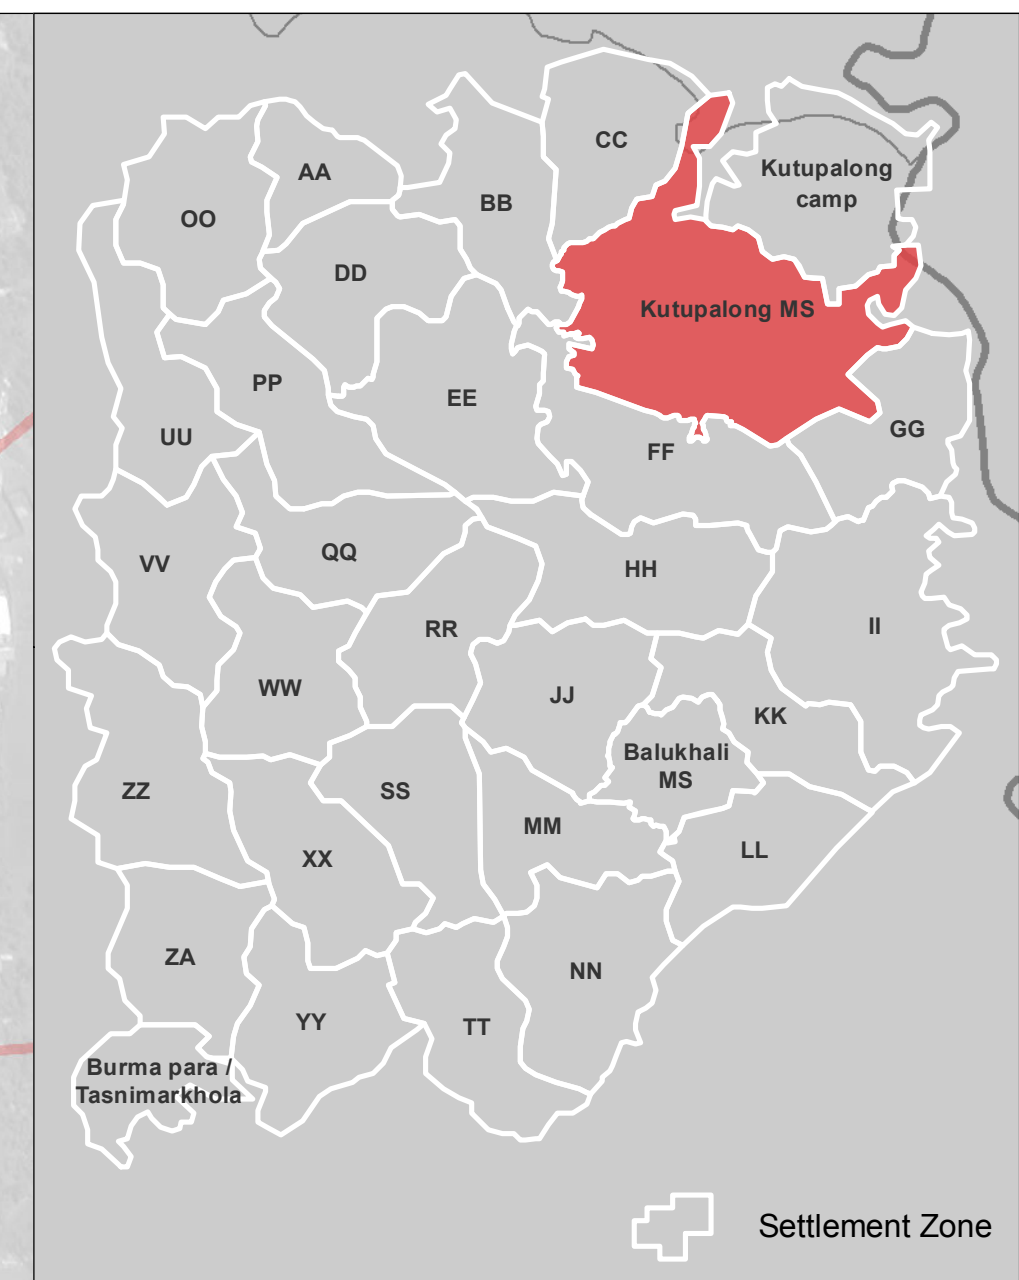 CC
Kutupalong
camp
AA
BB
OO
DD
Kutupalong MS
PP
EE
GG
UU
FF
QQ
VV
HH
RR
II
WW
JJ
KK
Balukhali
MS
ZZ
SS
MM
LL
XX
ZA
NN
YY
TT
Burma para /
Tasnimarkhola
Settlement Zone